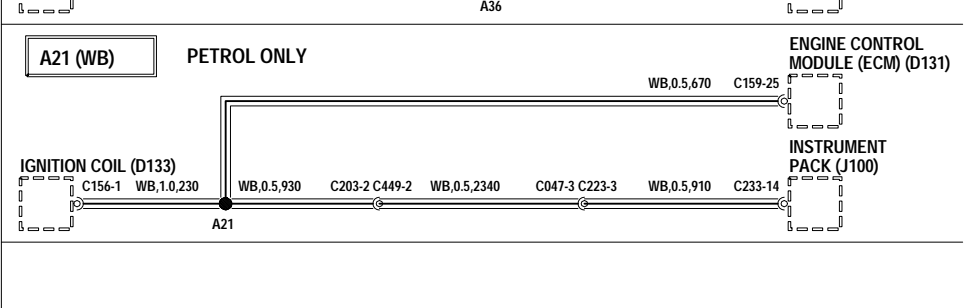 A36
A21 (WB)
PETROL ONLY
ENGINE CONTROL
MODULE (ECM) (D131)
WB,0.5,670
C159-25
INSTRUMENT
PACK (J100)
IGNITION COIL (D133)
C156-1
WB,1.0,230
WB,0.5,930
C203-2 C449-2
WB,0.5,2340
C047-3 C223-3
WB,0.5,910
C233-14
A21